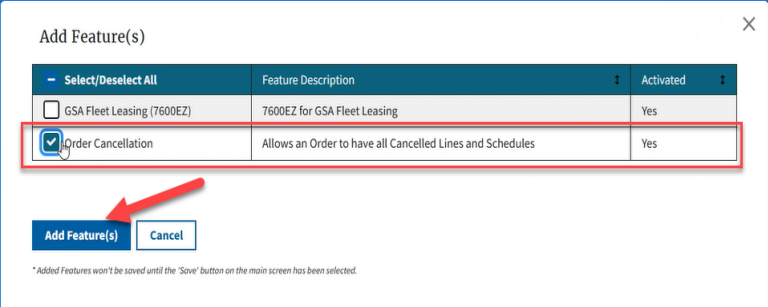 Add Feature(s)
Select/Deselect All Feature Description Activated
GSA Fleet Leasing (7600EZ) 7600EZ for GSA Fleet Leasing Yes
Order Cancellation Allows an Order to have all Cancelled Lines and Schedules Yes
Add Feature(s) Cancel
* Added Features won't be saved until the 'Save' button on the main screen has been selected.